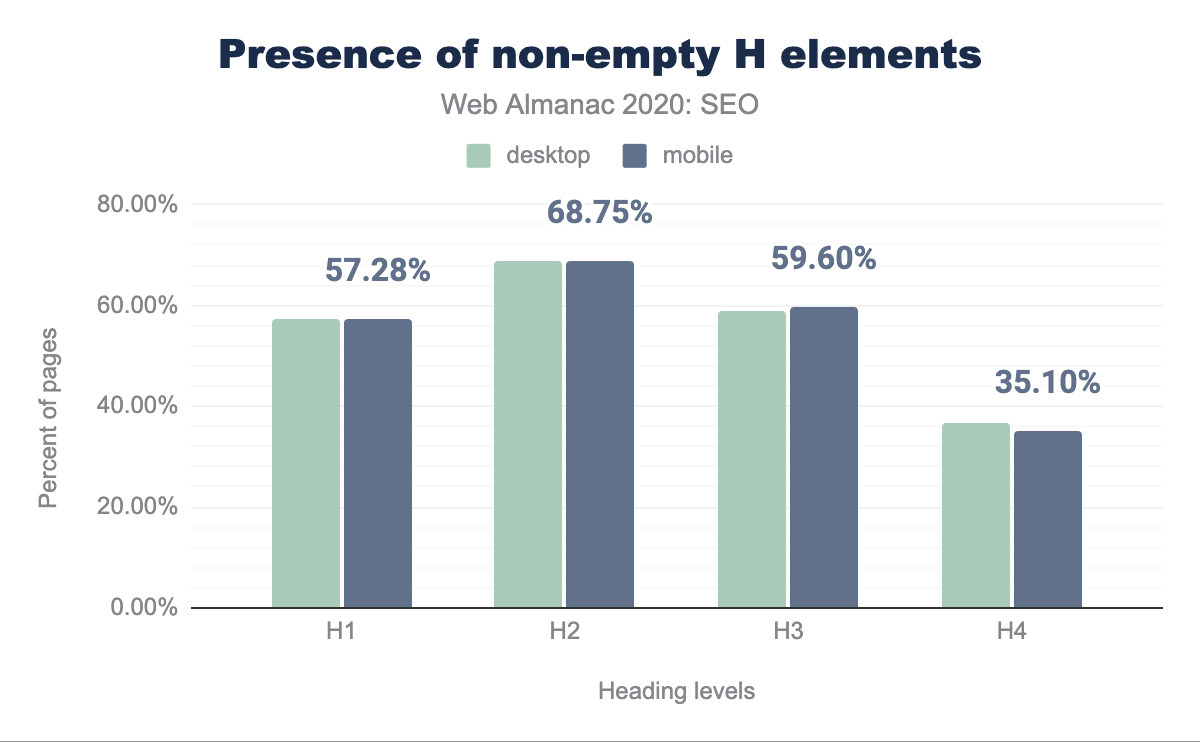 Presence of non-empty H elements
Web Almanac 2020: SEO
desktop mobile
80.00%
60.00%
40.00%
20.00%
0.00%
Percent of pages
57.28%
68.75%
59.60%
35.10%
H1 H2 H3 H4
Heading levels